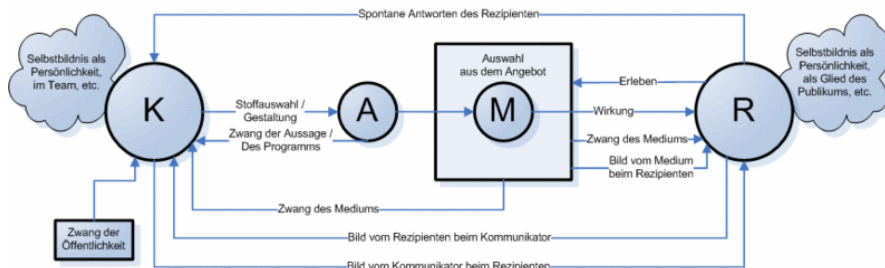 Spontane Antworten des Rezipienten
Selbstbildnis als
Persönlichkeit,
im Team, etc.
K
Stoffauswahl /
Gestaltung
Zwang der Aussage /
Des Programms
A
Auswahl
aus dem Angebot
M
Erleben
Wirkung
Zwang des Mediums
Bild vom Medium
beim Rezipienten
R
Selbstbildnis als
Persönlichkeit,
als Glied des
Publikums, etc.
Zwang des Mediums
Zwang der
Öffentlichkeit
Bild vom Rezipienten beim Kommunikator
Bild vom Kommunikator beim Rezipienten